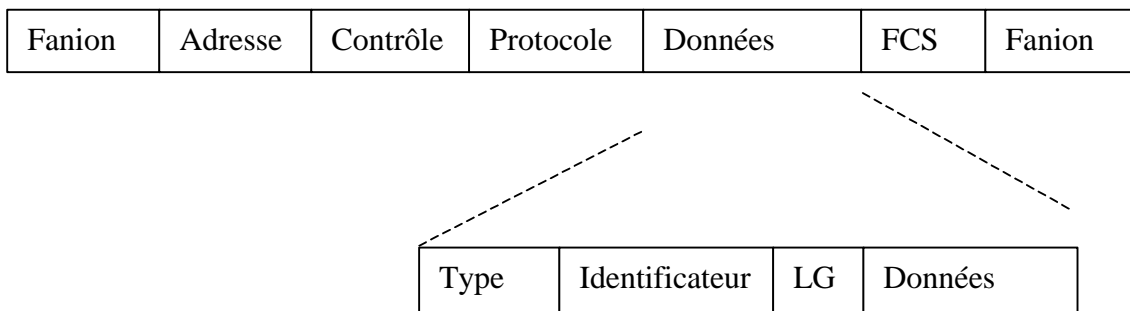 Fanion Adresse Contrôle Protocole Données FCS Fanion
Type Identificateur LG Données